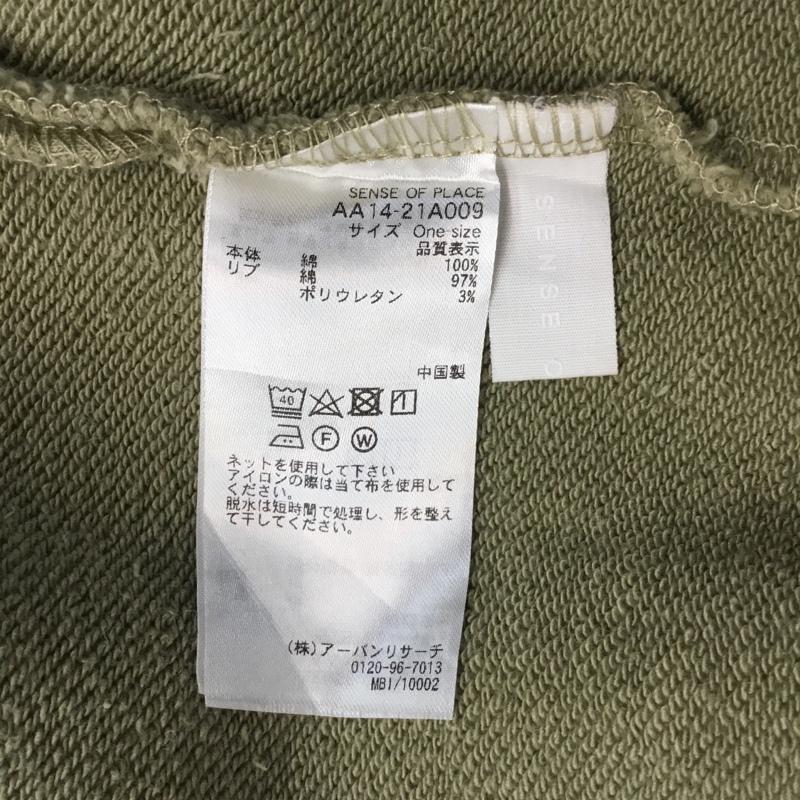 SENSE OF PLACE
AA14-21A009
サイズ One size
品質表示
本体 綿 100%
リブ 綿 97%
ポリウレタン 3%
中国製
40
F W
ネットを使用して下さい
アイロンの際は当て布を使用して
ください。
脱水は短時間で処理し、形を整え
て干してください。
(株)アーバンリサーチ
0120-96-7013
MBI/10002
SENSE O